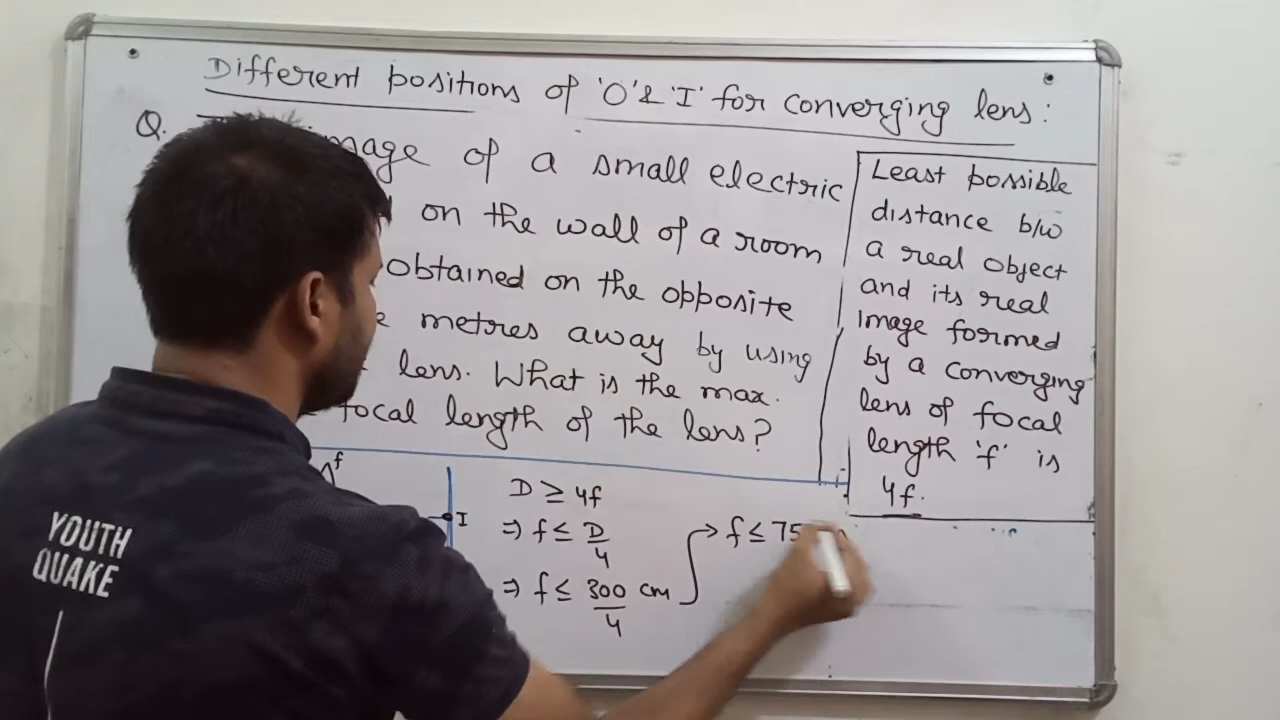 Different positions of 'O' & 'I' for converging lens:
Q. image of a small electric
on the wall of a room
obtained on the opposite
metres away by using
lens. What is the max.
focal length of the lens?
Least possible
distance b/w
a real object
and its real
image formed
by a converging
lens of focal
length 'f' is
4f.
f
I
D ≥ 4f
⇒ f ≤ D/4
⇒ f ≤ 300/4 cm
→ f ≤ 75
YOUTH
QUAKE